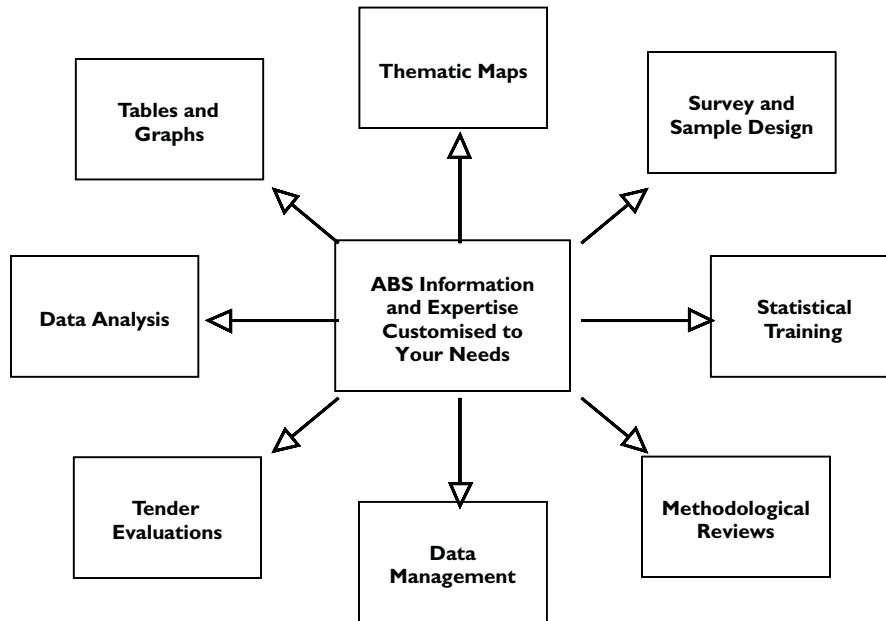 Thematic Maps
Tables and
Graphs
Survey and
Sample Design
ABS Information
and Expertise
Customised to
Your Needs
Data Analysis
Statistical
Training
Tender
Evaluations
Data
Management
Methodological
Reviews